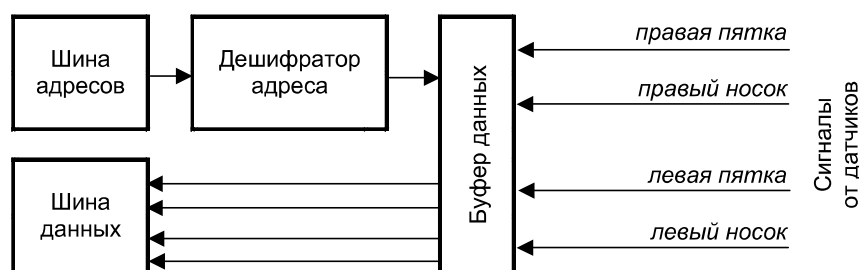 Шина
адресов
Дешифратор
адреса
Буфер данных
правая пятка
правый носок
левая пятка
левый носок
Сигналы
от датчиков
Шина
данных